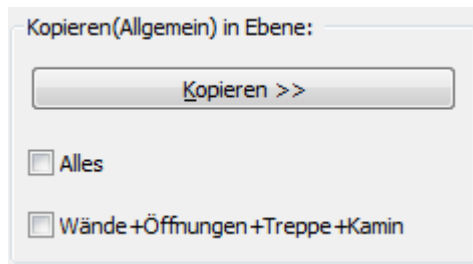 Kopieren(Allgemein) in Ebene:
Kopieren >>
Alles
Wände+Öffnungen+Treppe+Kamin